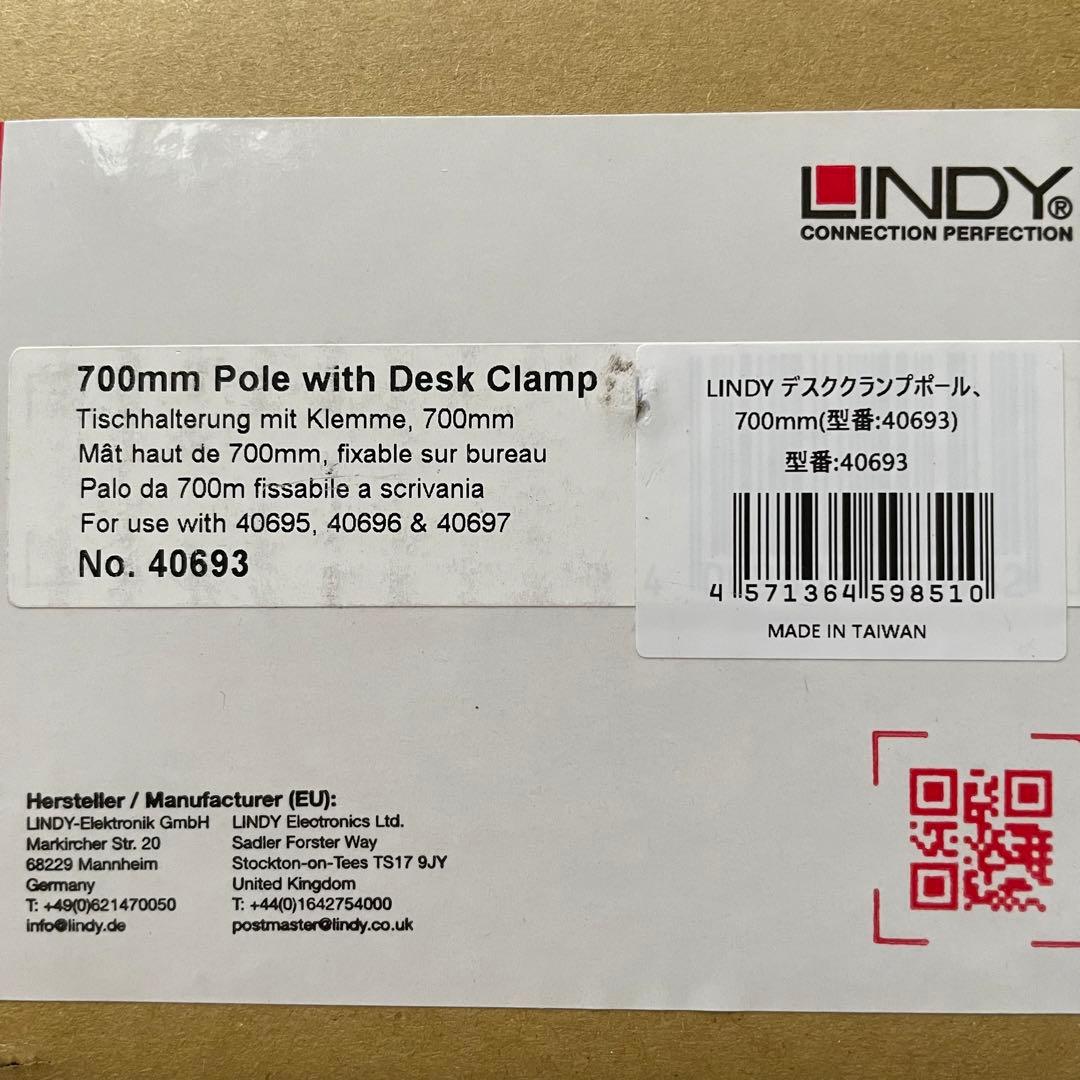 LINDY®
CONNECTION PERFECTION
700mm Pole with Desk Clamp
Tischhalterung mit Klemme, 700mm
Mât haut de 700mm, fixable sur bureau
Palo da 700m fissabile a scrivania
For use with 40695, 40696 & 40697
No. 40693
LINDY デスククランプポール、
700mm(型番:40693)
型番:40693
4 571364 598510
MADE IN TAIWAN
Hersteller / Manufacturer (EU):
LINDY-Elektronik GmbH
Markircher Str. 20
68229 Mannheim
Germany
T: +49(0)621470050
info@lindy.de
LINDY Electronics Ltd.
Sadler Forster Way
Stockton-on-Tees TS17 9JY
United Kingdom
T: +44(0)1642754000
postmaster@lindy.co.uk